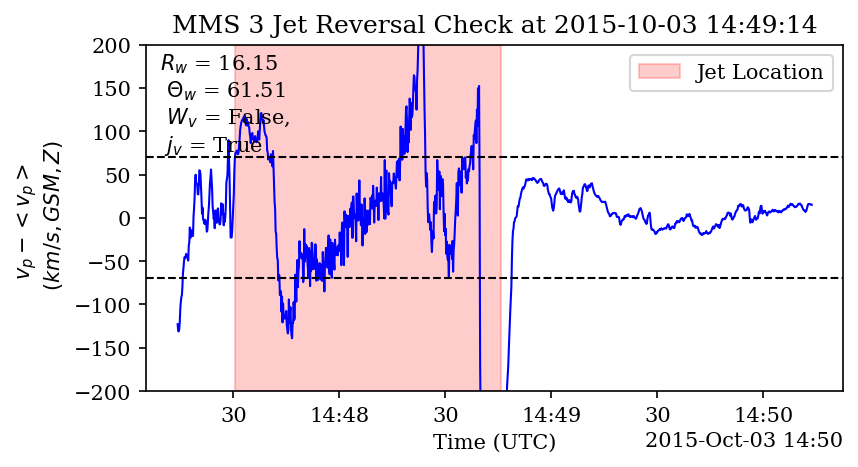 MMS 3 Jet Reversal Check at 2015-10-03 14:49:14
R_w = 16.15
Θ_w = 61.51
W_v = False,
j_v = True
Jet Location
v_p − < v_p >
(km/s, GSM, Z)
200
150
100
50
0
−50
−100
−150
−200
30
14:48
30
14:49
30
14:50
Time (UTC)
2015-Oct-03 14:50